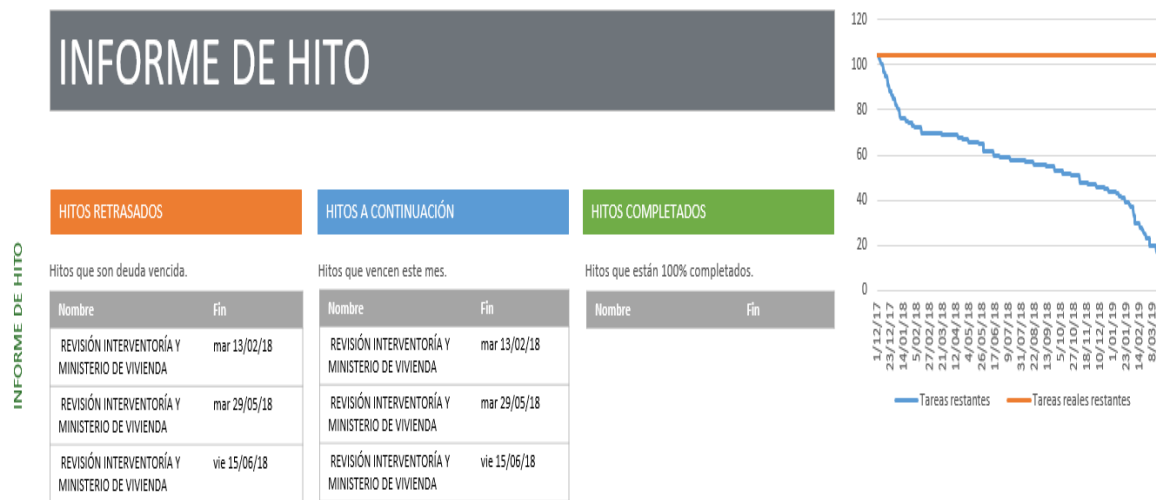 INFORME DE HITO
INFORME DE HITO
HITOS RETRASADOS
Hitos que son deuda vencida.
Nombre Fin
REVISIÓN INTERVENTORÍA Y mar 13/02/18
MINISTERIO DE VIVIENDA
REVISIÓN INTERVENTORÍA Y mar 29/05/18
MINISTERIO DE VIVIENDA
REVISIÓN INTERVENTORÍA Y vie 15/06/18
MINISTERIO DE VIVIENDA
HITOS A CONTINUACIÓN
Hitos que vencen este mes.
Nombre Fin
REVISIÓN INTERVENTORÍA Y mar 13/02/18
MINISTERIO DE VIVIENDA
REVISIÓN INTERVENTORÍA Y mar 29/05/18
MINISTERIO DE VIVIENDA
REVISIÓN INTERVENTORÍA Y vie 15/06/18
MINISTERIO DE VIVIENDA
HITOS COMPLETADOS
Hitos que están 100% completados.
Nombre Fin
120
100
80
60
40
20
0
1/12/17
23/12/17
14/01/18
5/02/18
27/02/18
21/03/18
12/04/18
4/05/18
26/05/18
17/06/18
9/07/18
31/07/18
22/08/18
13/09/18
5/10/18
27/10/18
18/11/18
10/12/18
1/01/19
23/01/19
14/02/19
8/03/19
Tareas restantes
Tareas reales restantes